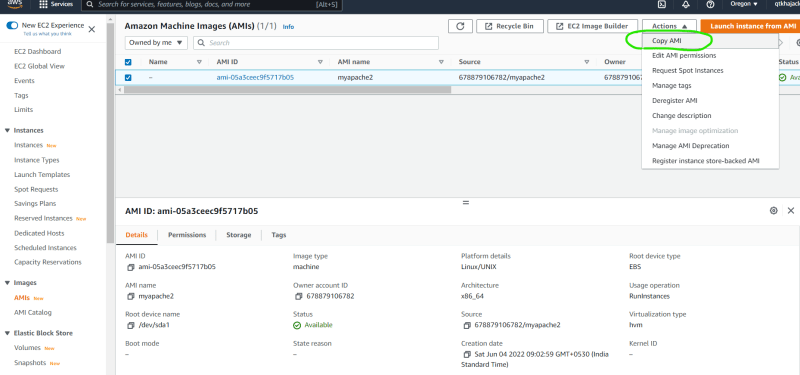 aws
Services
Search for services, features, blogs, docs, and more
[Alt+S]
Oregon
qtkhajack
New EC2 Experience
Tell us what you think
EC2 Dashboard
EC2 Global View
Events
Tags
Limits
Instances
Instances New
Instance Types
Launch Templates
Spot Requests
Savings Plans
Reserved Instances New
Dedicated Hosts
Scheduled Instances
Capacity Reservations
Images
AMIs New
AMI Catalog
Elastic Block Store
Volumes New
Snapshots New
Amazon Machine Images (AMIs) (1/1) Info
Recycle Bin
EC2 Image Builder
Actions
Launch instance from AMI
Owned by me
Search
Copy AMI
Edit AMI permissions
Request Spot Instances
Manage tags
Deregister AMI
Change description
Manage image optimization
Manage AMI Deprecation
Register instance store-backed AMI
Name AMI ID AMI name Source Owner Status
– ami-05a3ceec9f5717b05 myapache2 678879106782/myapache2 6788791067 Ava
AMI ID: ami-05a3ceec9f5717b05
Details Permissions Storage Tags
AMI ID Image type Platform details Root device type
ami-05a3ceec9f5717b05 machine Linux/UNIX EBS
AMI name Owner account ID Architecture Usage operation
myapache2 678879106782 x86_64 RunInstances
Root device name Status Source Virtualization type
/dev/sda1 Available 678879106782/myapache2 hvm
Boot mode State reason Creation date Kernel ID
– – Sat Jun 04 2022 09:02:59 GMT+0530 (India –
Standard Time)